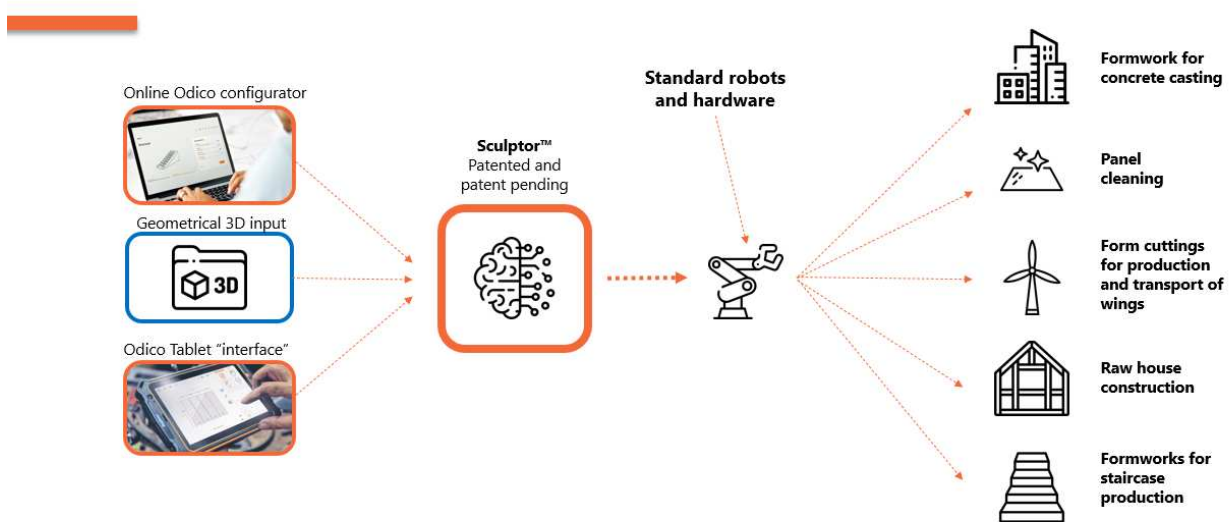 Online Odico configurator
Geometrical 3D input
3D
Odico Tablet “interface”
Sculptor™
Patented and
patent pending
Standard robots
and hardware
Formwork for
concrete casting
Panel
cleaning
Form cuttings
for production
and transport of
wings
Raw house
construction
Formworks for
staircase
production